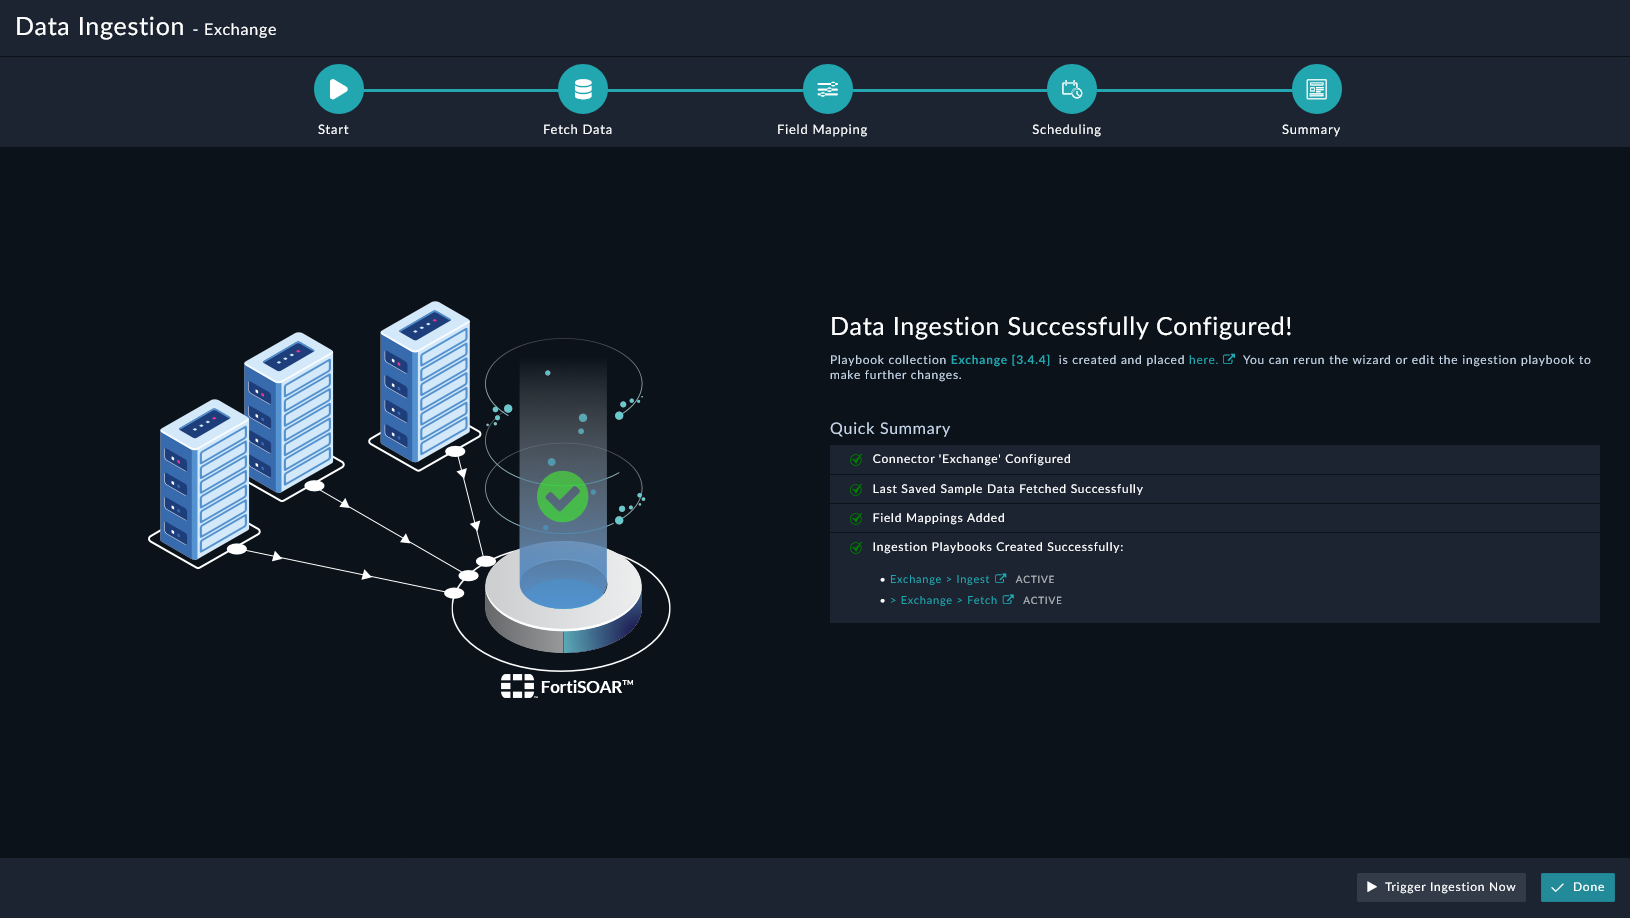 Data Ingestion - Exchange
Start
Fetch Data
Field Mapping
Scheduling
Summary
Data Ingestion Successfully Configured!
Playbook collection Exchange [3.4.4] is created and placed here. You can rerun the wizard or edit the ingestion playbook to
make further changes.
Quick Summary
Connector 'Exchange' Configured
Last Saved Sample Data Fetched Successfully
Field Mappings Added
Ingestion Playbooks Created Successfully:
• Exchange > Ingest ACTIVE
• > Exchange > Fetch ACTIVE
FortiSOAR™
Trigger Ingestion Now
Done